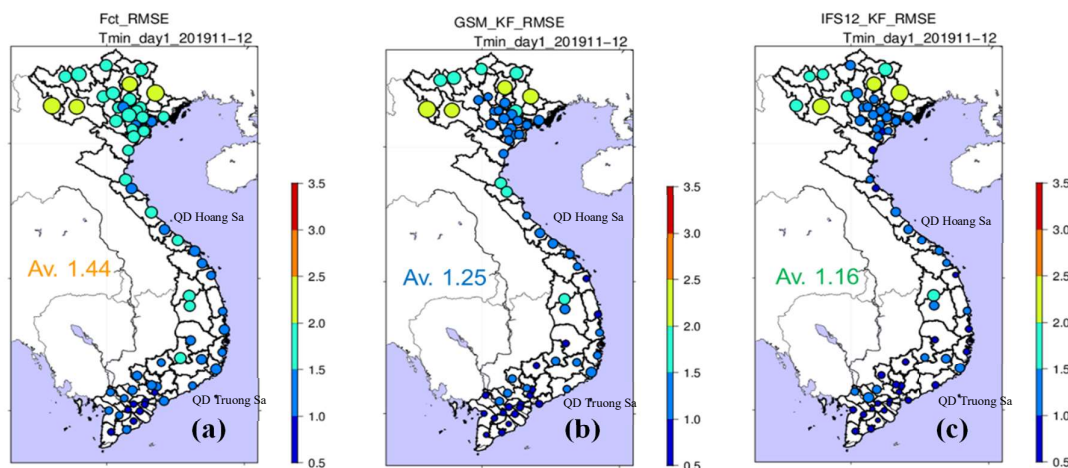 Fct_RMSE
Tmin_day1_201911-12
QD Hoang Sa
Av. 1.44
QD Truong Sa
(a)
3.5
3.0
2.5
2.0
1.5
1.0
0.5
GSM_KF_RMSE
Tmin_day1_201911-12
QD Hoang Sa
Av. 1.25
QD Truong Sa
(b)
3.5
3.0
2.5
2.0
1.5
1.0
0.5
IFS12_KF_RMSE
Tmin_day1_201911-12
QD Hoang Sa
Av. 1.16
QD Truong Sa
(c)
3.5
3.0
2.5
2.0
1.5
1.0
0.5